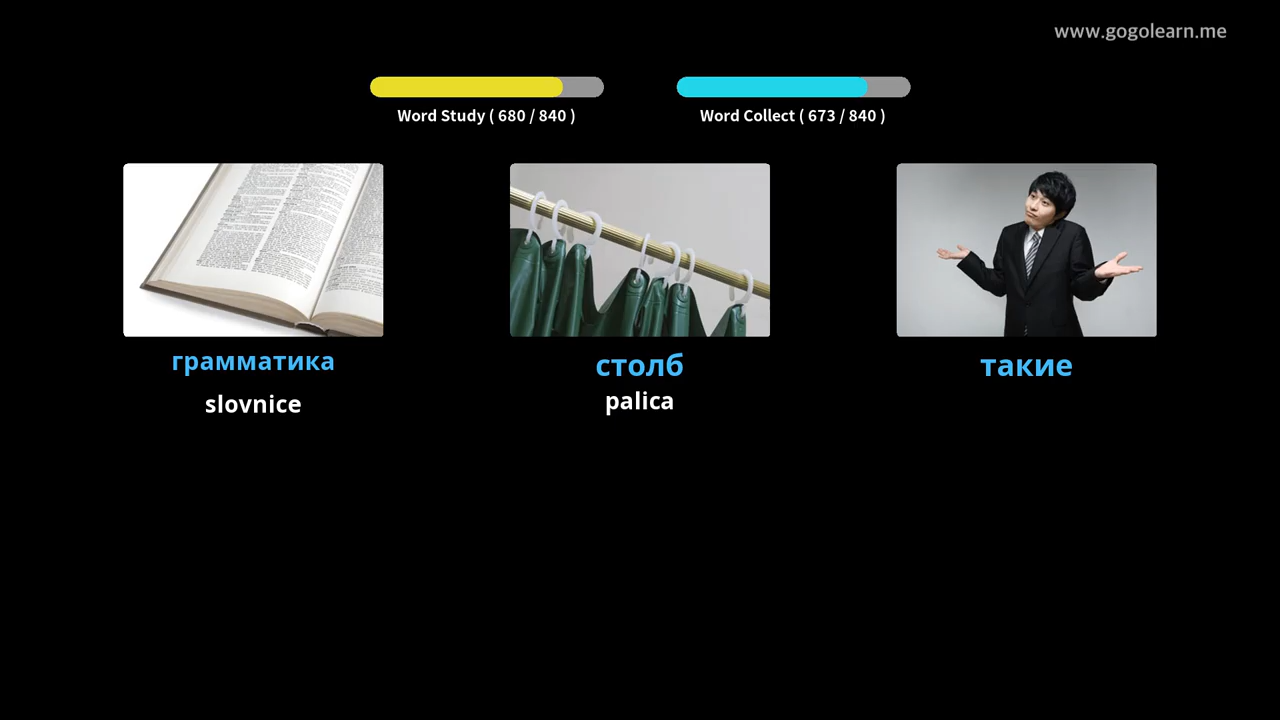 www.gogolearn.me
Word Study ( 680 / 840 )
Word Collect ( 673 / 840 )
грамматика
slovnice
столб
palica
такие